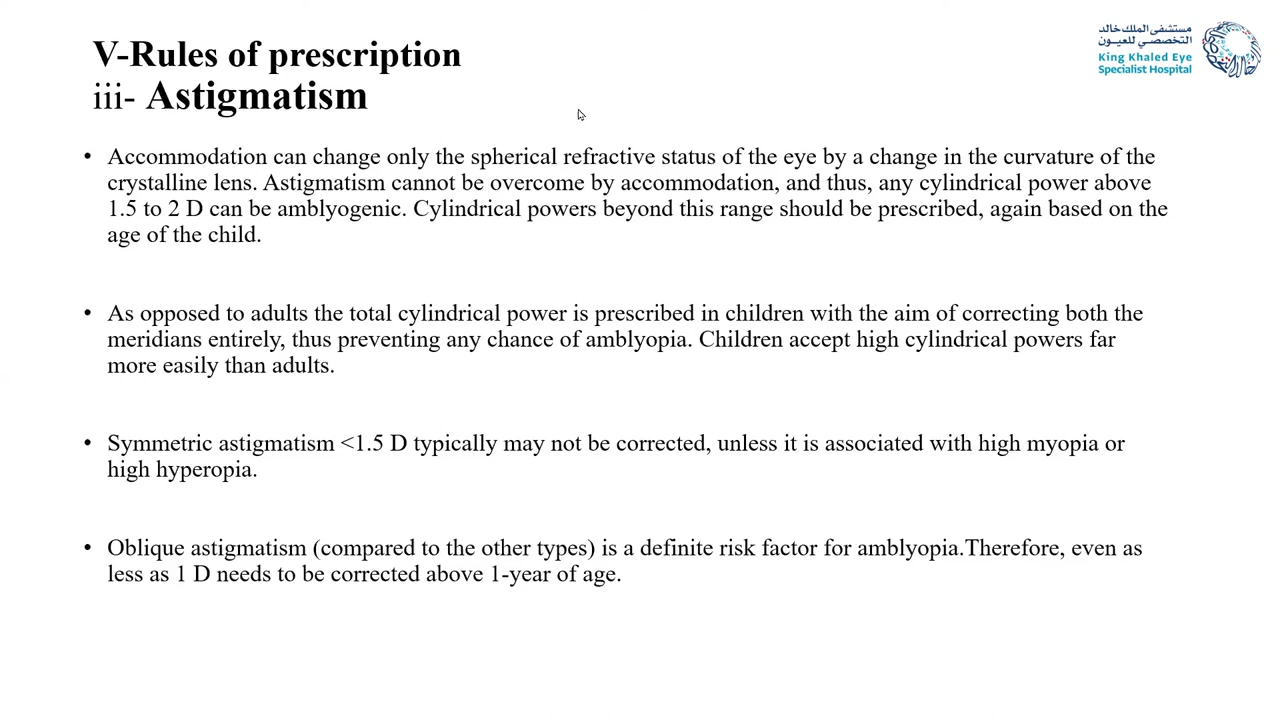 V-Rules of prescription
iii- Astigmatism
مستشفى الملك خالد
التخصصي للعيون
King Khaled Eye
Specialist Hospital
• Accommodation can change only the spherical refractive status of the eye by a change in the curvature of the
crystalline lens. Astigmatism cannot be overcome by accommodation, and thus, any cylindrical power above
1.5 to 2 D can be amblyogenic. Cylindrical powers beyond this range should be prescribed, again based on the
age of the child.
• As opposed to adults the total cylindrical power is prescribed in children with the aim of correcting both the
meridians entirely, thus preventing any chance of amblyopia. Children accept high cylindrical powers far
more easily than adults.
• Symmetric astigmatism <1.5 D typically may not be corrected, unless it is associated with high myopia or
high hyperopia.
• Oblique astigmatism (compared to the other types) is a definite risk factor for amblyopia.Therefore, even as
less as 1 D needs to be corrected above 1-year of age.